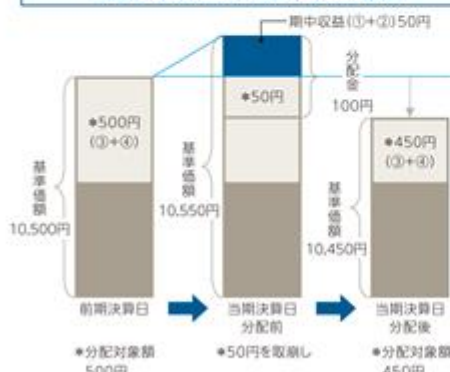 期中収益(①+②)50円
*500円
(③+④)
*50円
分配金
100円
*450円
(③+④)
基準価額
10,500円
基準価額
10,550円
基準価額
10,450円
前期決算日
当期決算日
分配前
当期決算日
分配後
*分配対象額
500円
*50円を取崩し
*分配対象額
450円